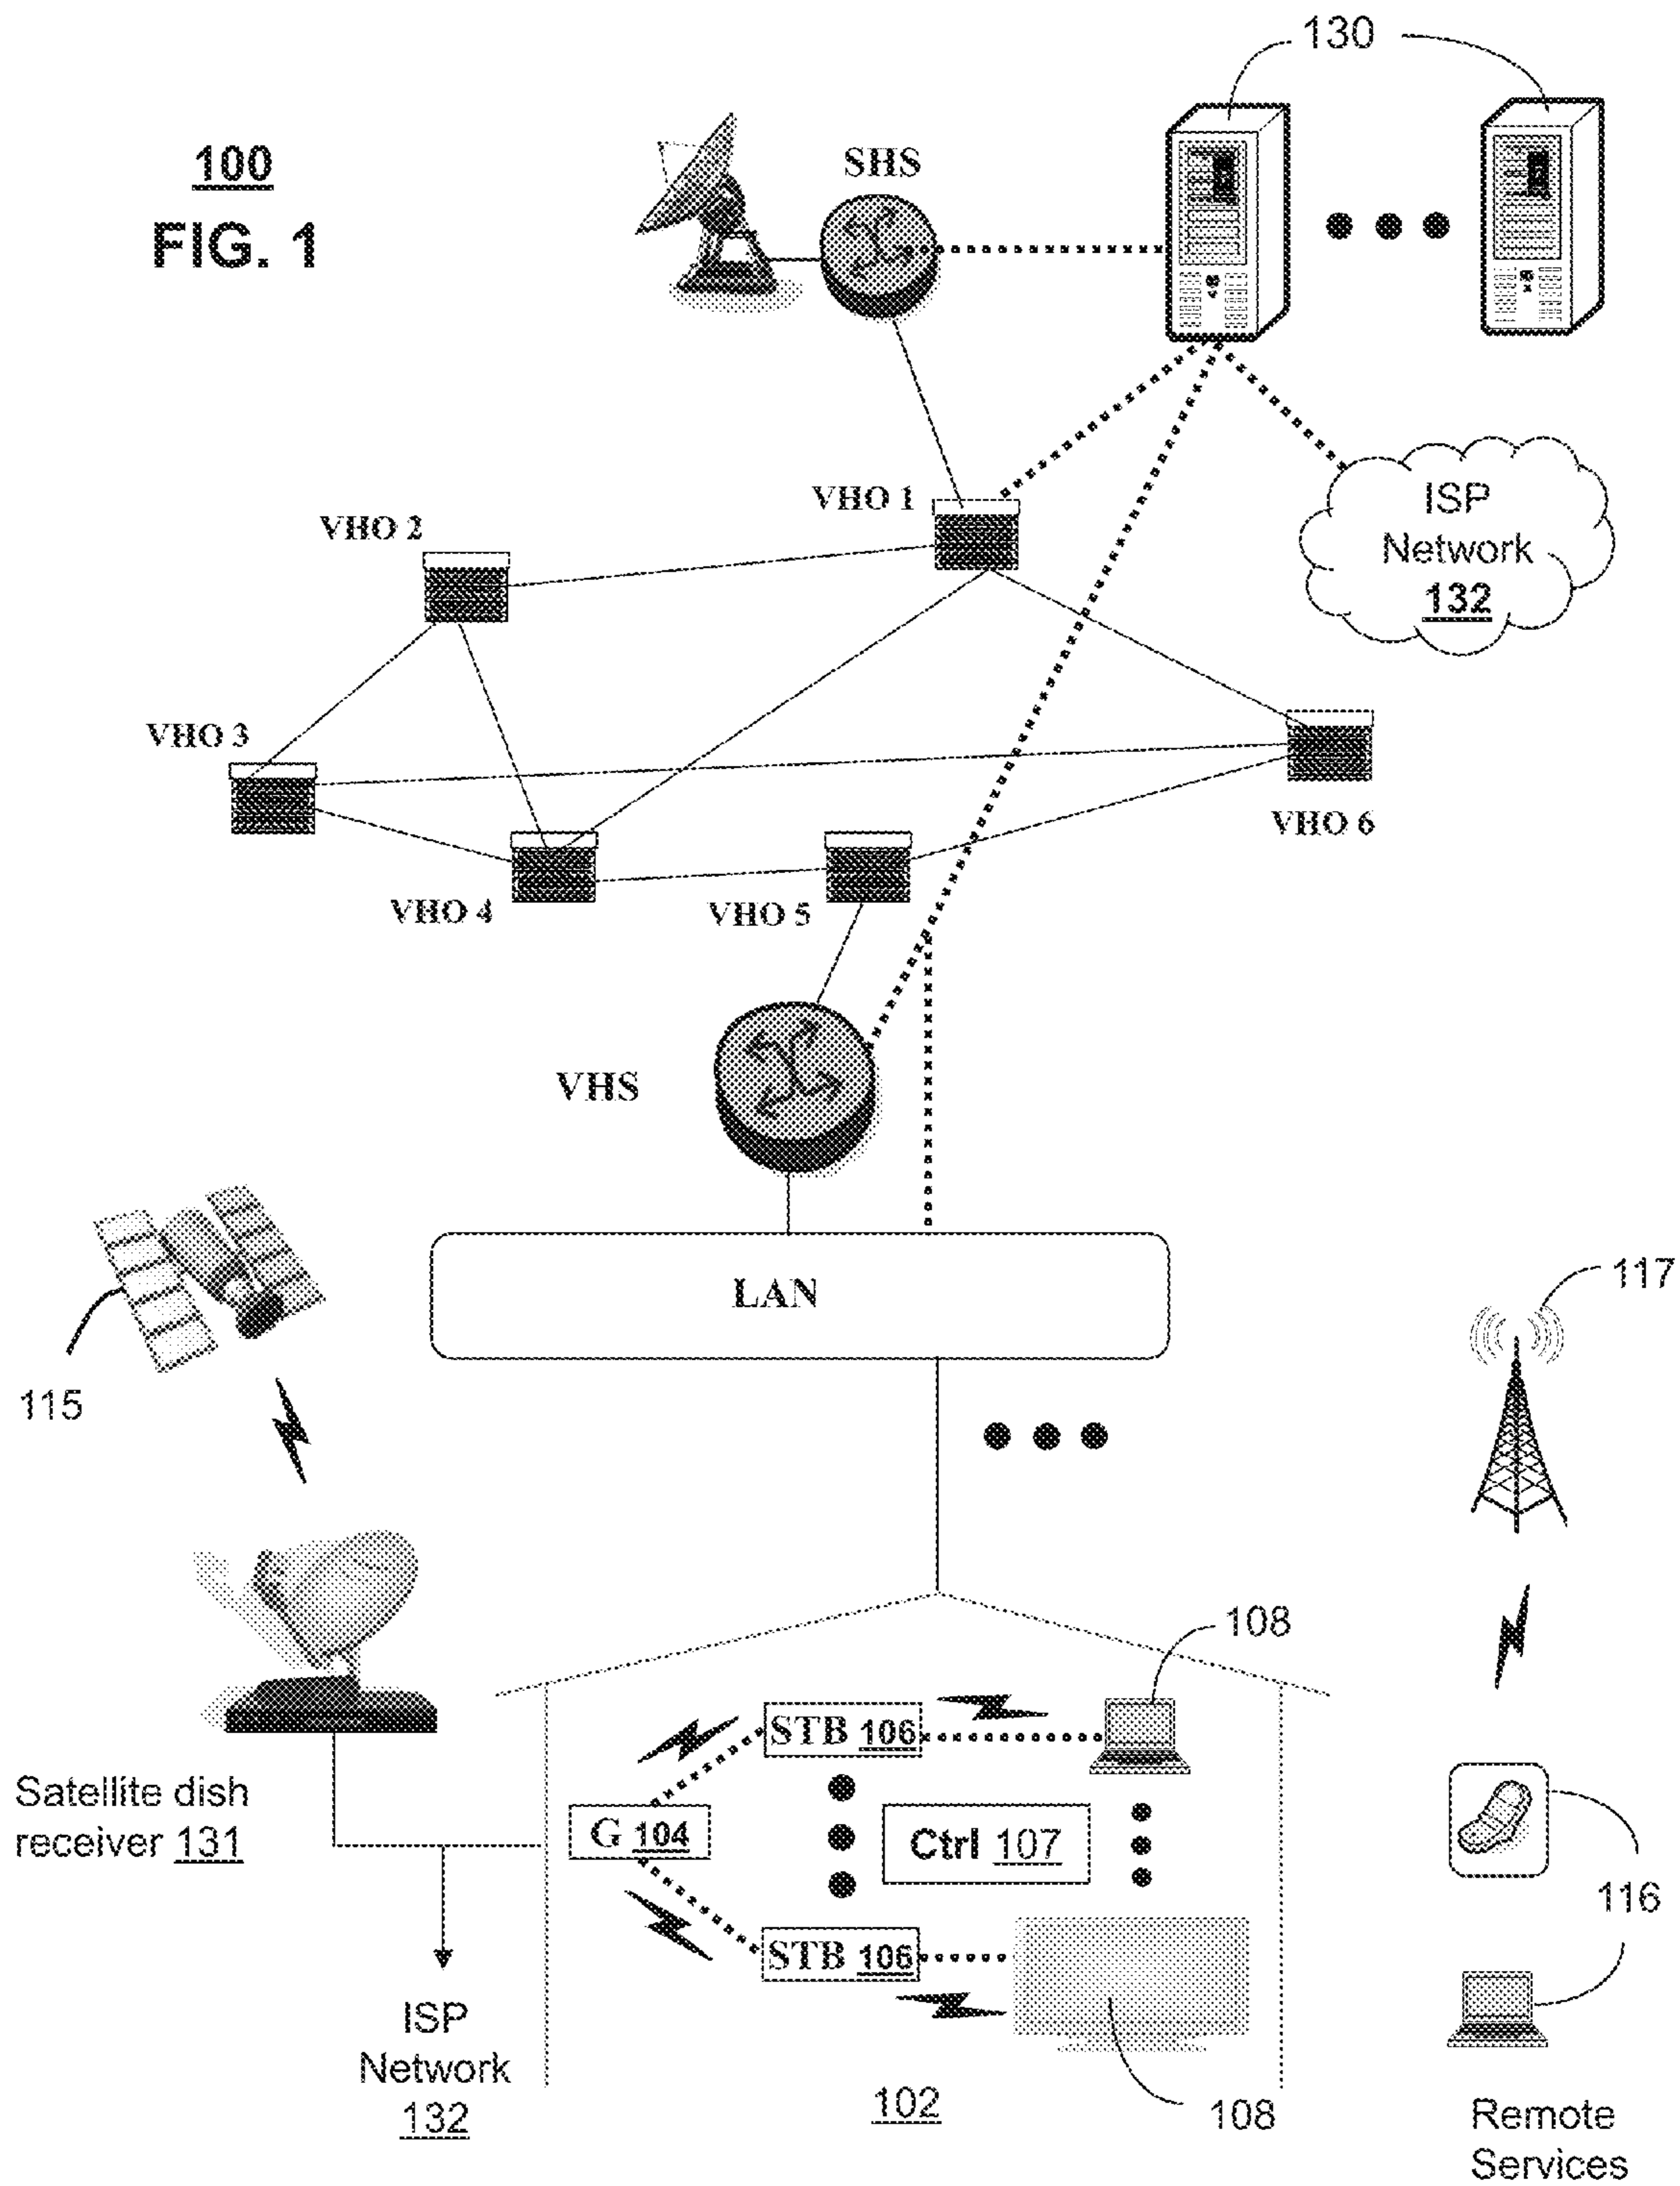 130
100
FIG. 1
SHS
ISP
Network
132
VHO 1
VHO 2
VHO 3
VHO 6
VHO 4
VHO 5
VHS
LAN
117
115
108
STB 106
Satellite dish
receiver 131
G 104
Ctrl 107
116
STB 106
ISP
Network
132
102
108
Remote
Services